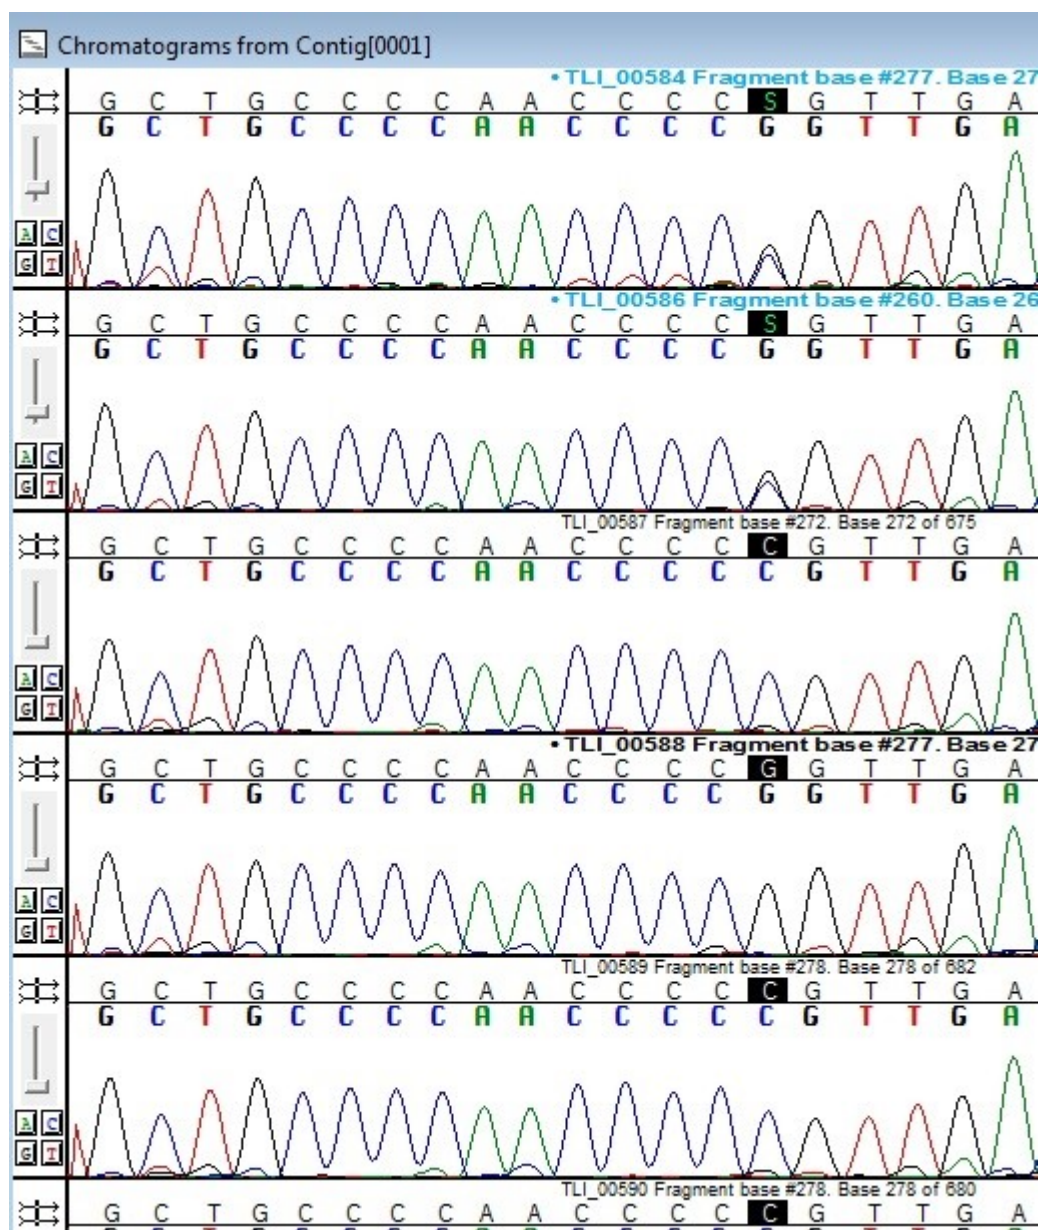 Chromatograms from Contig[0001]
• TLI_00584 Fragment base #277. Base 27
G C T G C C C C A A C C C C S G T T G A
G C T G C C C C A A C C C C G G T T G A
A C
G T
• TLI_00586 Fragment base #260. Base 26
G C T G C C C C A A C C C C S G T T G A
G C T G C C C C A A C C C C G G T T G A
A C
G T
TLI_00587 Fragment base #272. Base 272 of 675
G C T G C C C C A A C C C C C G T T G A
G C T G C C C C A A C C C C C G T T G A
A C
G T
• TLI_00588 Fragment base #277. Base 27
G C T G C C C C A A C C C C G G T T G A
G C T G C C C C A A C C C C G G T T G A
A C
G T
TLI_00589 Fragment base #278. Base 278 of 682
G C T G C C C C A A C C C C C G T T G A
G C T G C C C C A A C C C C C G T T G A
A C
G T
TLI_00590 Fragment base #278. Base 278 of 680
G C T G C C C C A A C C C C C G T T G A